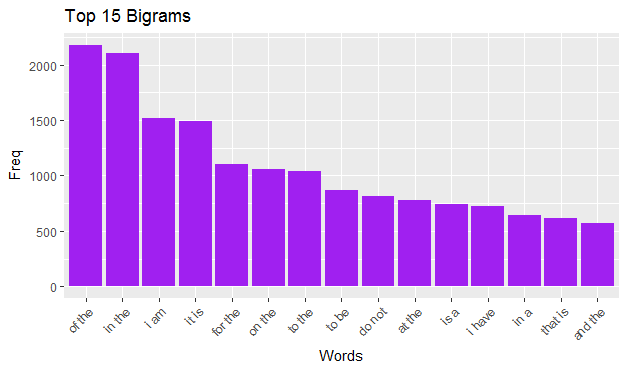 Top 15 Bigrams
Freq
2000
1500
1000
500
0
of the
in the
i am
it is
for the
on the
to the
to be
do not
at the
is a
i have
in a
that is
and the
Words